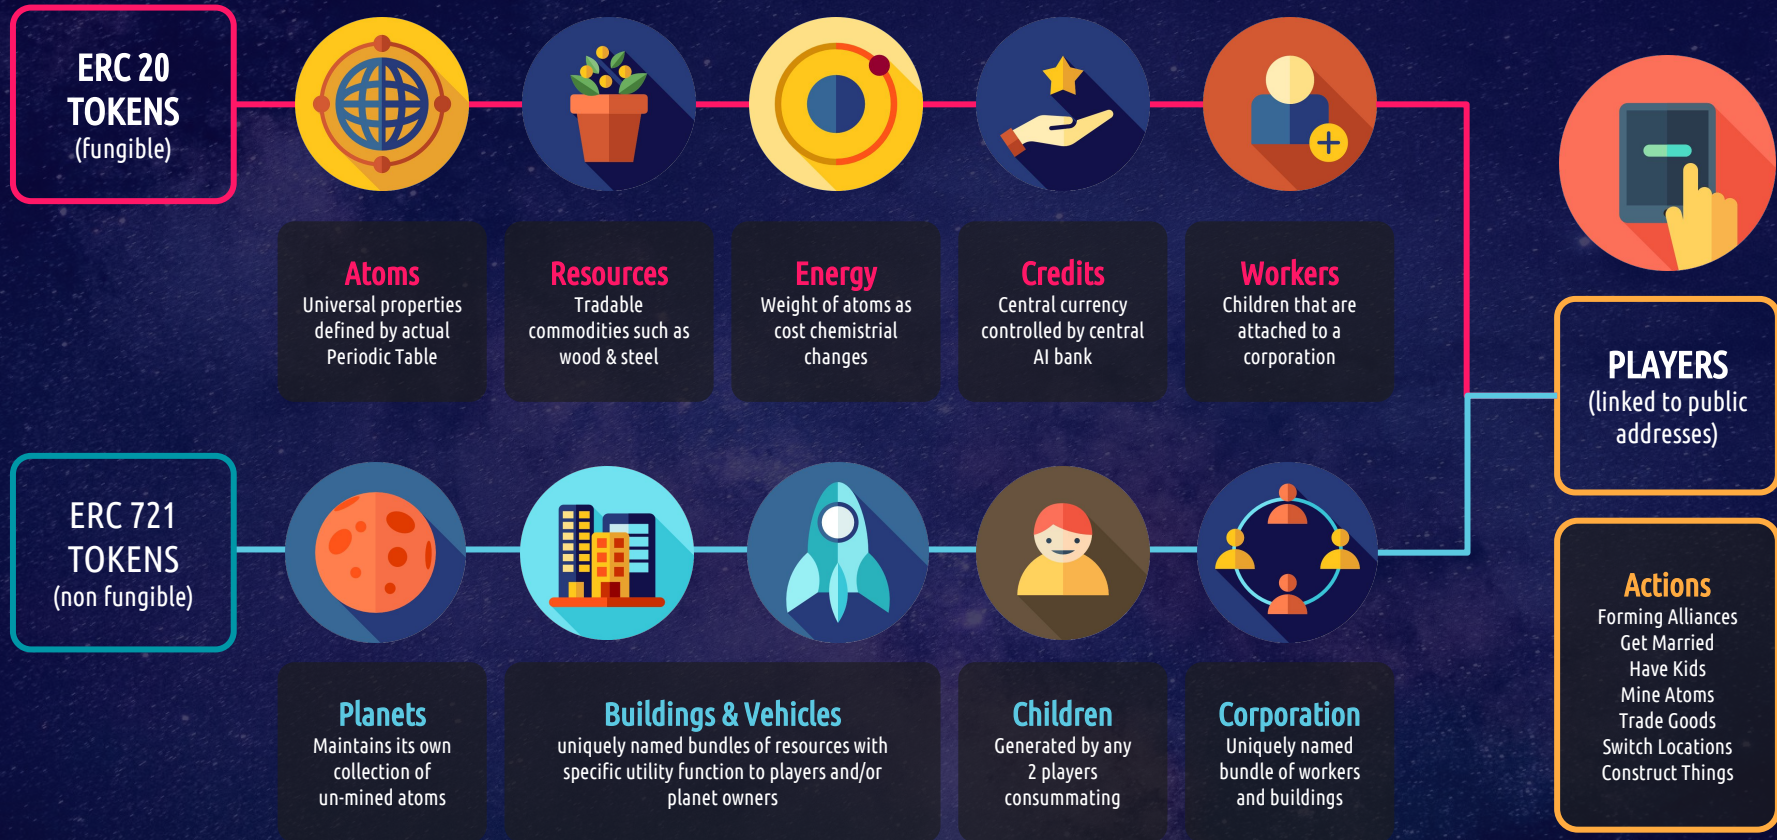 ERC 20
TOKENS
(fungible)
Atoms
Universal properties
defined by actual
Periodic Table
Resources
Tradable
commodities such as
wood & steel
Energy
Weight of atoms as
cost chemistrial
changes
Credits
Central currency
controlled by central
AI bank
Workers
Children that are
attached to a
corporation
PLAYERS
(linked to public
addresses)
ERC 721
TOKENS
(non fungible)
Planets
Maintains its own
collection of
un-mined atoms
Buildings & Vehicles
uniquely named bundles of resources with
specific utility function to players and/or
planet owners
Children
Generated by any
2 players
consummating
Corporation
Uniquely named
bundle of workers
and buildings
Actions
Forming Alliances
Get Married
Have Kids
Mine Atoms
Trade Goods
Switch Locations
Construct Things